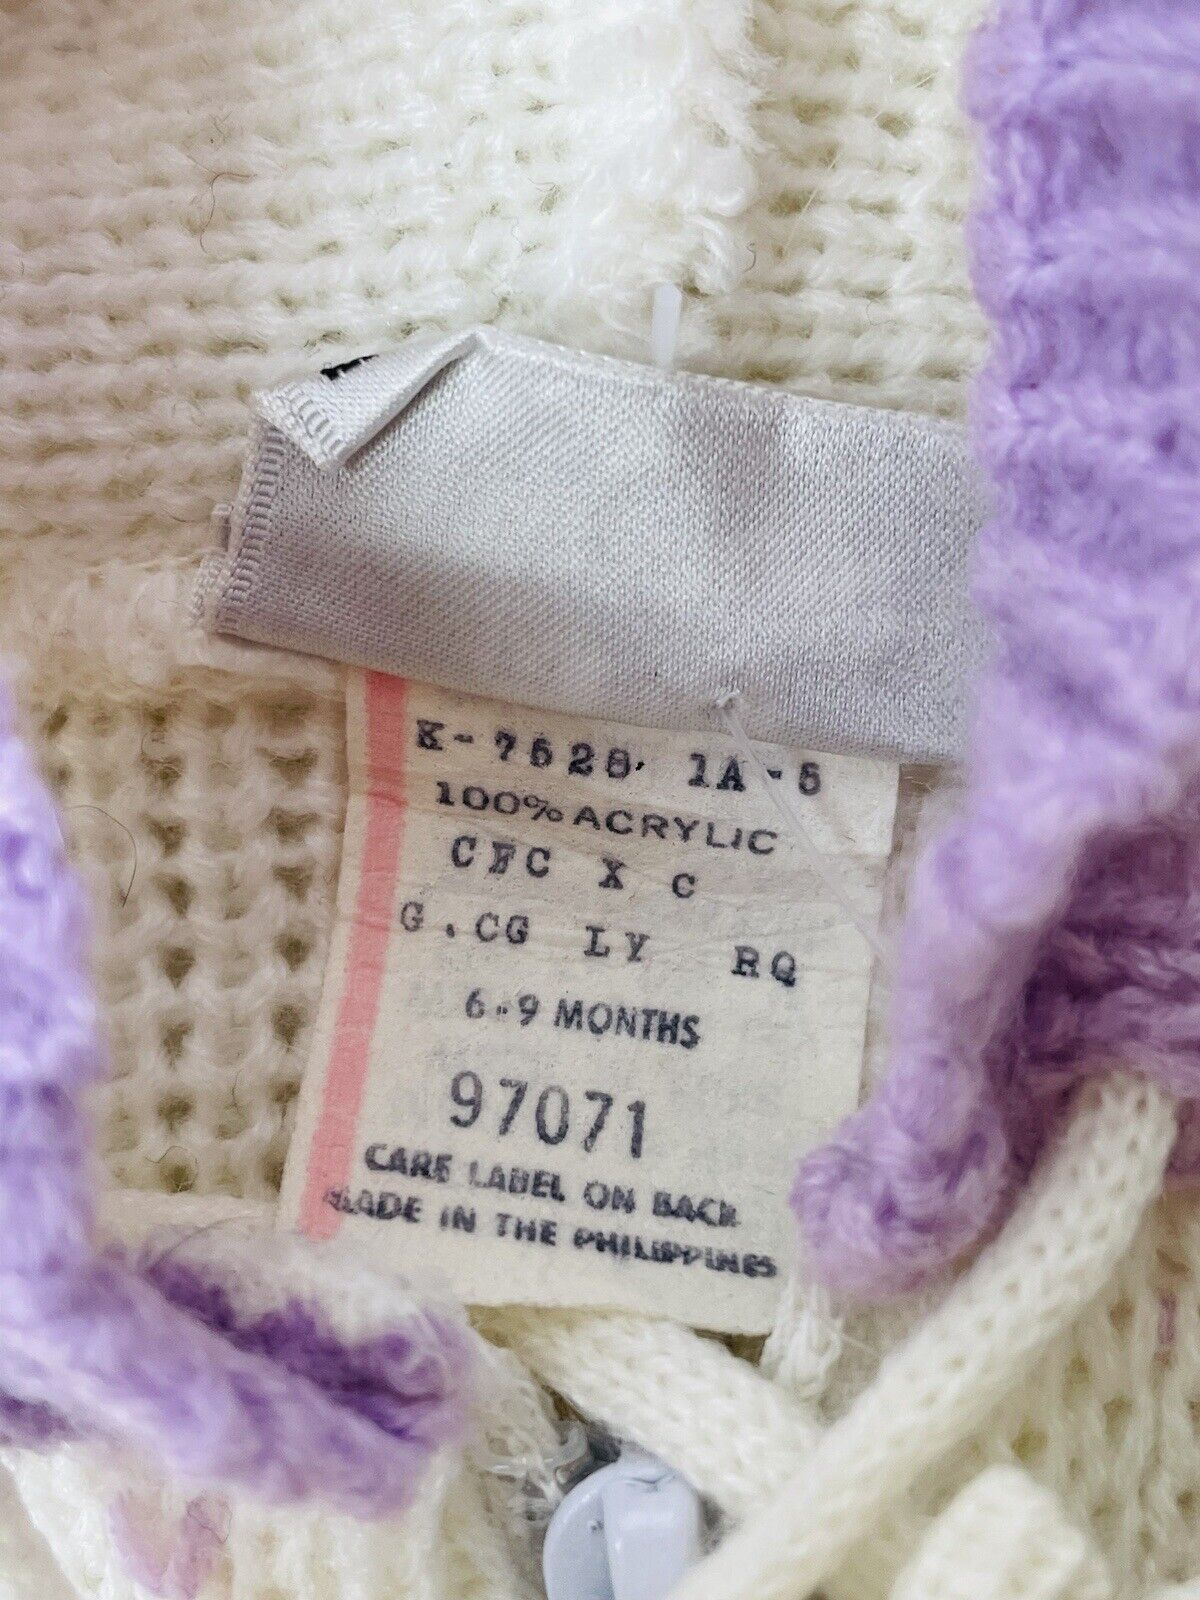 K-7628 1A-6
100% ACRYLIC
CFC X C
G.CG LY RQ
6-9 MONTHS
97071
CARE LABEL ON BACK
MADE IN THE PHILIPPINES